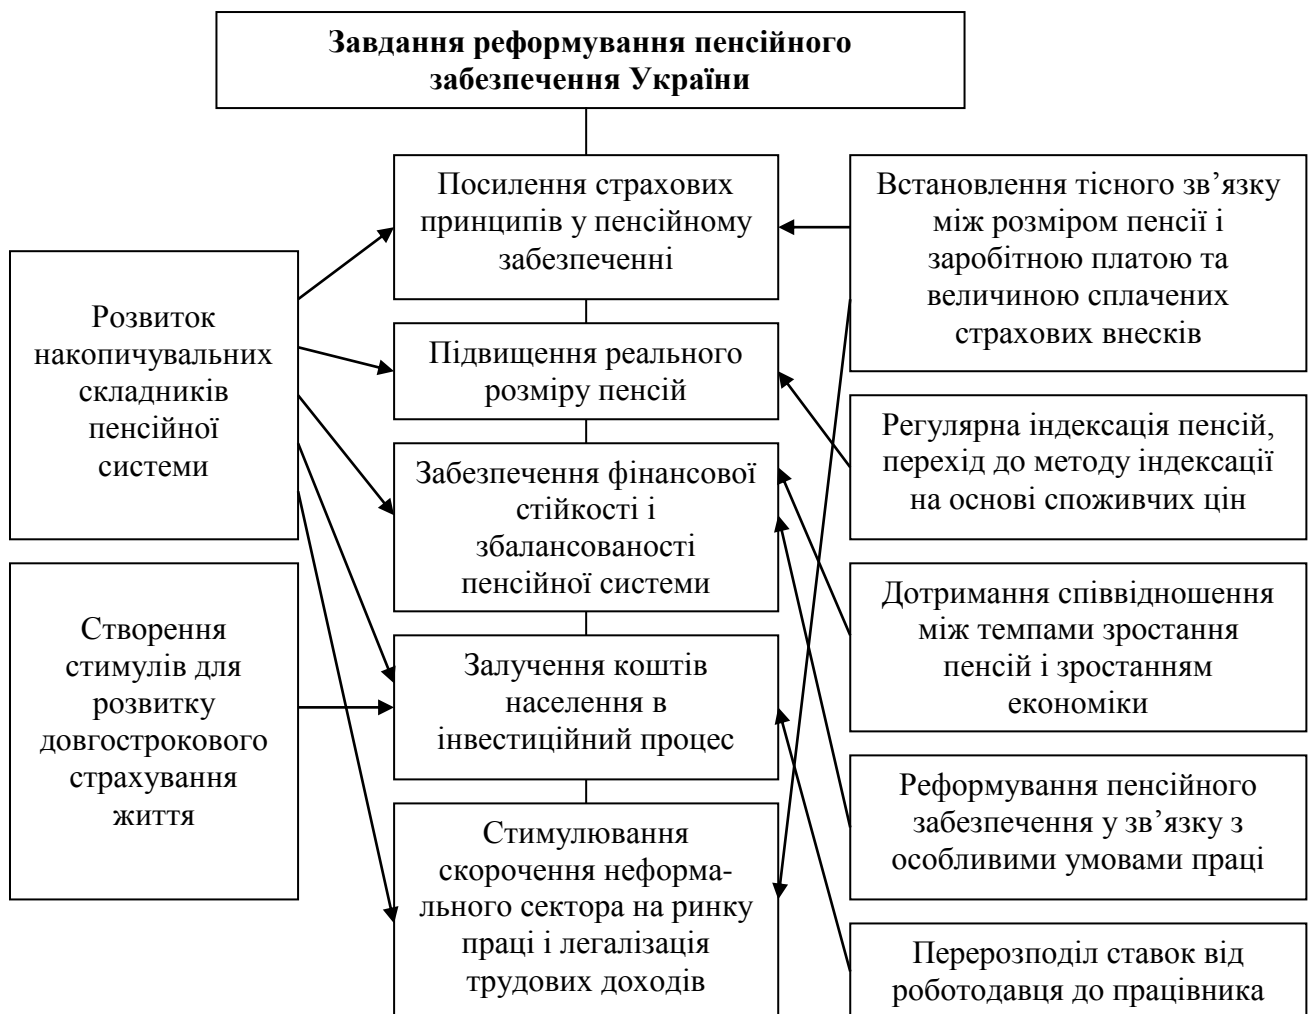 Завдання реформування пенсійного
забезпечення України
Розвиток
накопичувальних
складників
пенсійної
системи
Створення
стимулів для
розвитку
довгострокового
страхування
життя
Посилення страхових
принципів у пенсійному
забезпеченні
Підвищення реального
розміру пенсій
Забезпечення фінансової
стійкості і
збалансованості
пенсійної системи
Залучення коштів
населення в
інвестиційний процес
Стимулювання
скорочення неформа-
льного сектора на ринку
праці і легалізація
трудових доходів
Встановлення тісного зв’язку
між розміром пенсії і
заробітною платою та
величиною сплачених
страхових внесків
Регулярна індексація пенсій,
перехід до методу індексації
на основі споживчих цін
Дотримання співвідношення
між темпами зростання
пенсій і зростанням
економіки
Реформування пенсійного
забезпечення у зв’язку з
особливими умовами праці
Перерозподіл ставок від
роботодавця до працівника